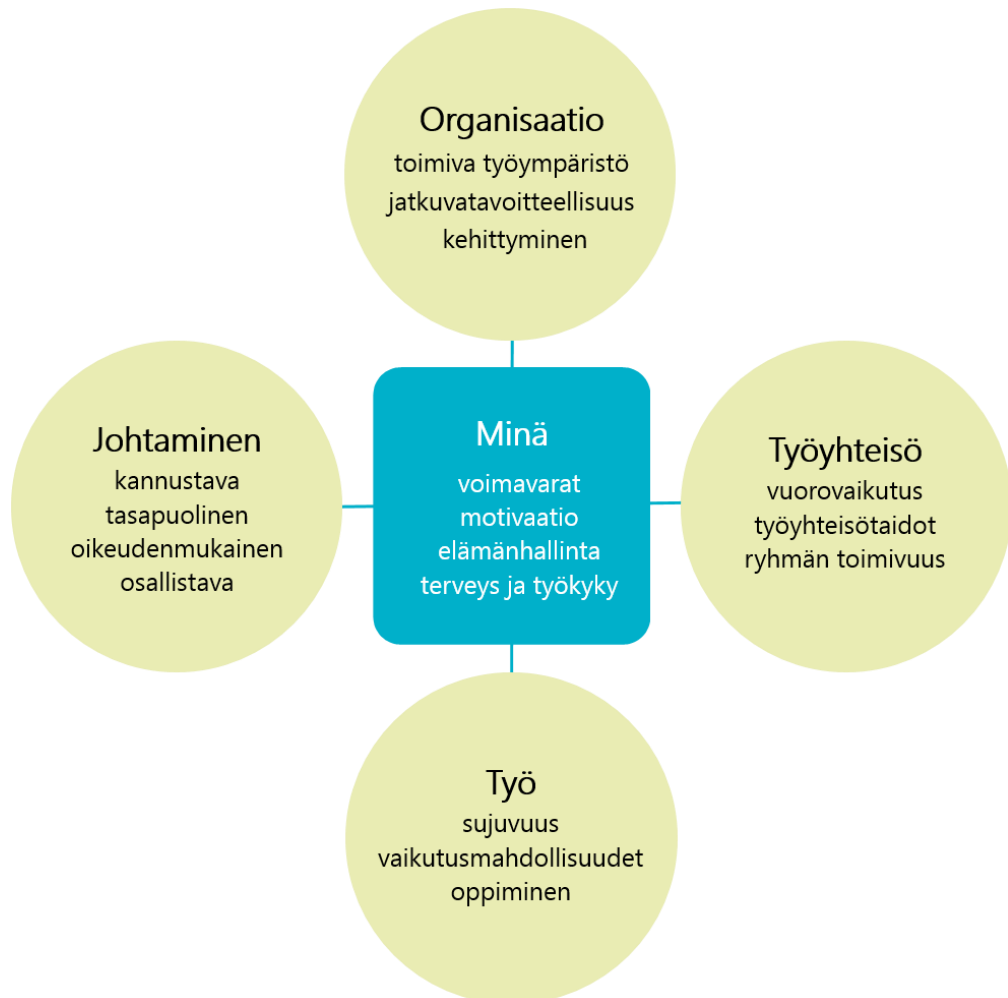 Organisaatio
toimiva työympäristö
jatkuvatavoitteellisuus
kehittyminen
Johtaminen
kannustava
tasapuolinen
oikeudenmukainen
osallistava
Minä
voimavarat
motivaatio
elämänhallinta
terveys ja työkyky
Työyhteisö
vuorovaikutus
työyhteisötaidot
ryhmän toimivuus
Työ
sujuvuus
vaikutusmahdollisuudet
oppiminen